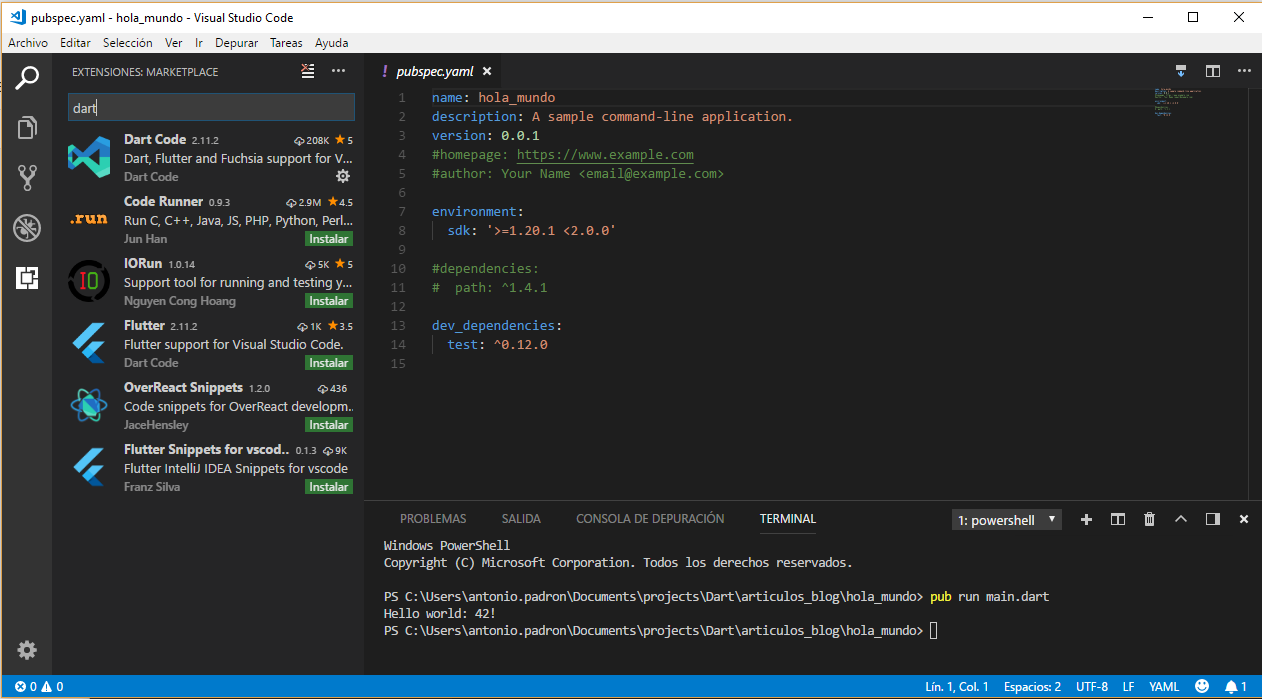 pubspec.yaml - hola_mundo - Visual Studio Code
Archivo Editar Selección Ver Ir Depurar Tareas Ayuda
EXTENSIONES: MARKETPLACE
dart
Dart Code 2.11.2 208K 5
Dart, Flutter and Fuchsia support for V...
Dart Code
Code Runner 0.9.3 2.9M 4.5
.run
Run C, C++, Java, JS, PHP, Python, Perl...
Jun Han Instalar
IORun 1.0.14 5K 5
IO
Support tool for running and testing y...
Nguyen Cong Hoang Instalar
Flutter 2.11.2 1K 3.5
Flutter support for Visual Studio Code.
Dart Code Instalar
OverReact Snippets 1.2.0 436
Code snippets for OverReact developm..
JaceHensley Instalar
Flutter Snippets for vscod.. 0.1.3 9K
Flutter IntelliJ IDEA Snippets for vscode
Franz Silva Instalar
! pubspec.yaml
1 name: hola_mundo
2 description: A sample command-line application.
3 version: 0.0.1
4 #homepage: https://www.example.com
5 #author: Your Name <email@example.com>
6
7 environment:
8 sdk: '>=1.20.1 <2.0.0'
9
10 #dependencies:
11 #  path: ^1.4.1
12
13 dev_dependencies:
14 test: ^0.12.0
15
PROBLEMAS SALIDA CONSOLA DE DEPURACIÓN TERMINAL 1: powershell
Windows PowerShell
Copyright (C) Microsoft Corporation. Todos los derechos reservados.
PS C:\Users\antonio.padron\Documents\projects\Dart\articulos_blog\hola_mundo> pub run main.dart
Hello world: 42!
PS C:\Users\antonio.padron\Documents\projects\Dart\articulos_blog\hola_mundo>
0 0 Lín. 1, Col. 1 Espacios: 2 UTF-8 LF YAML 1